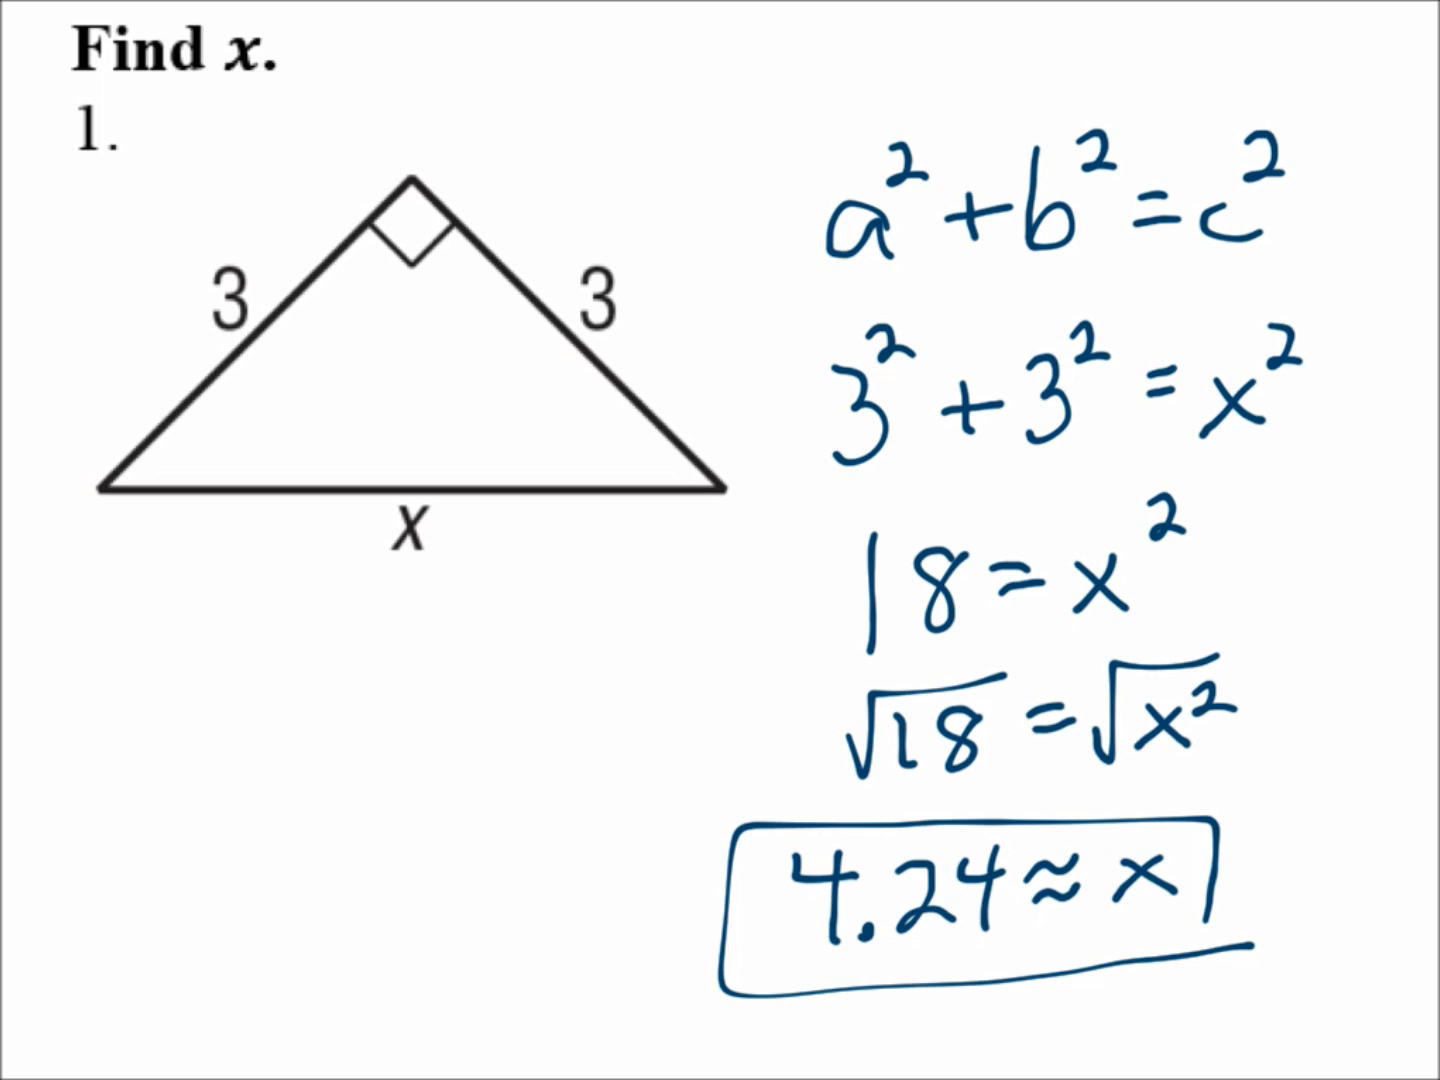 Find x.
1.
3
3
x
a² + b² = c²
3² + 3² = x²
18 = x²
√18 = √x²
4.24 ≈ x